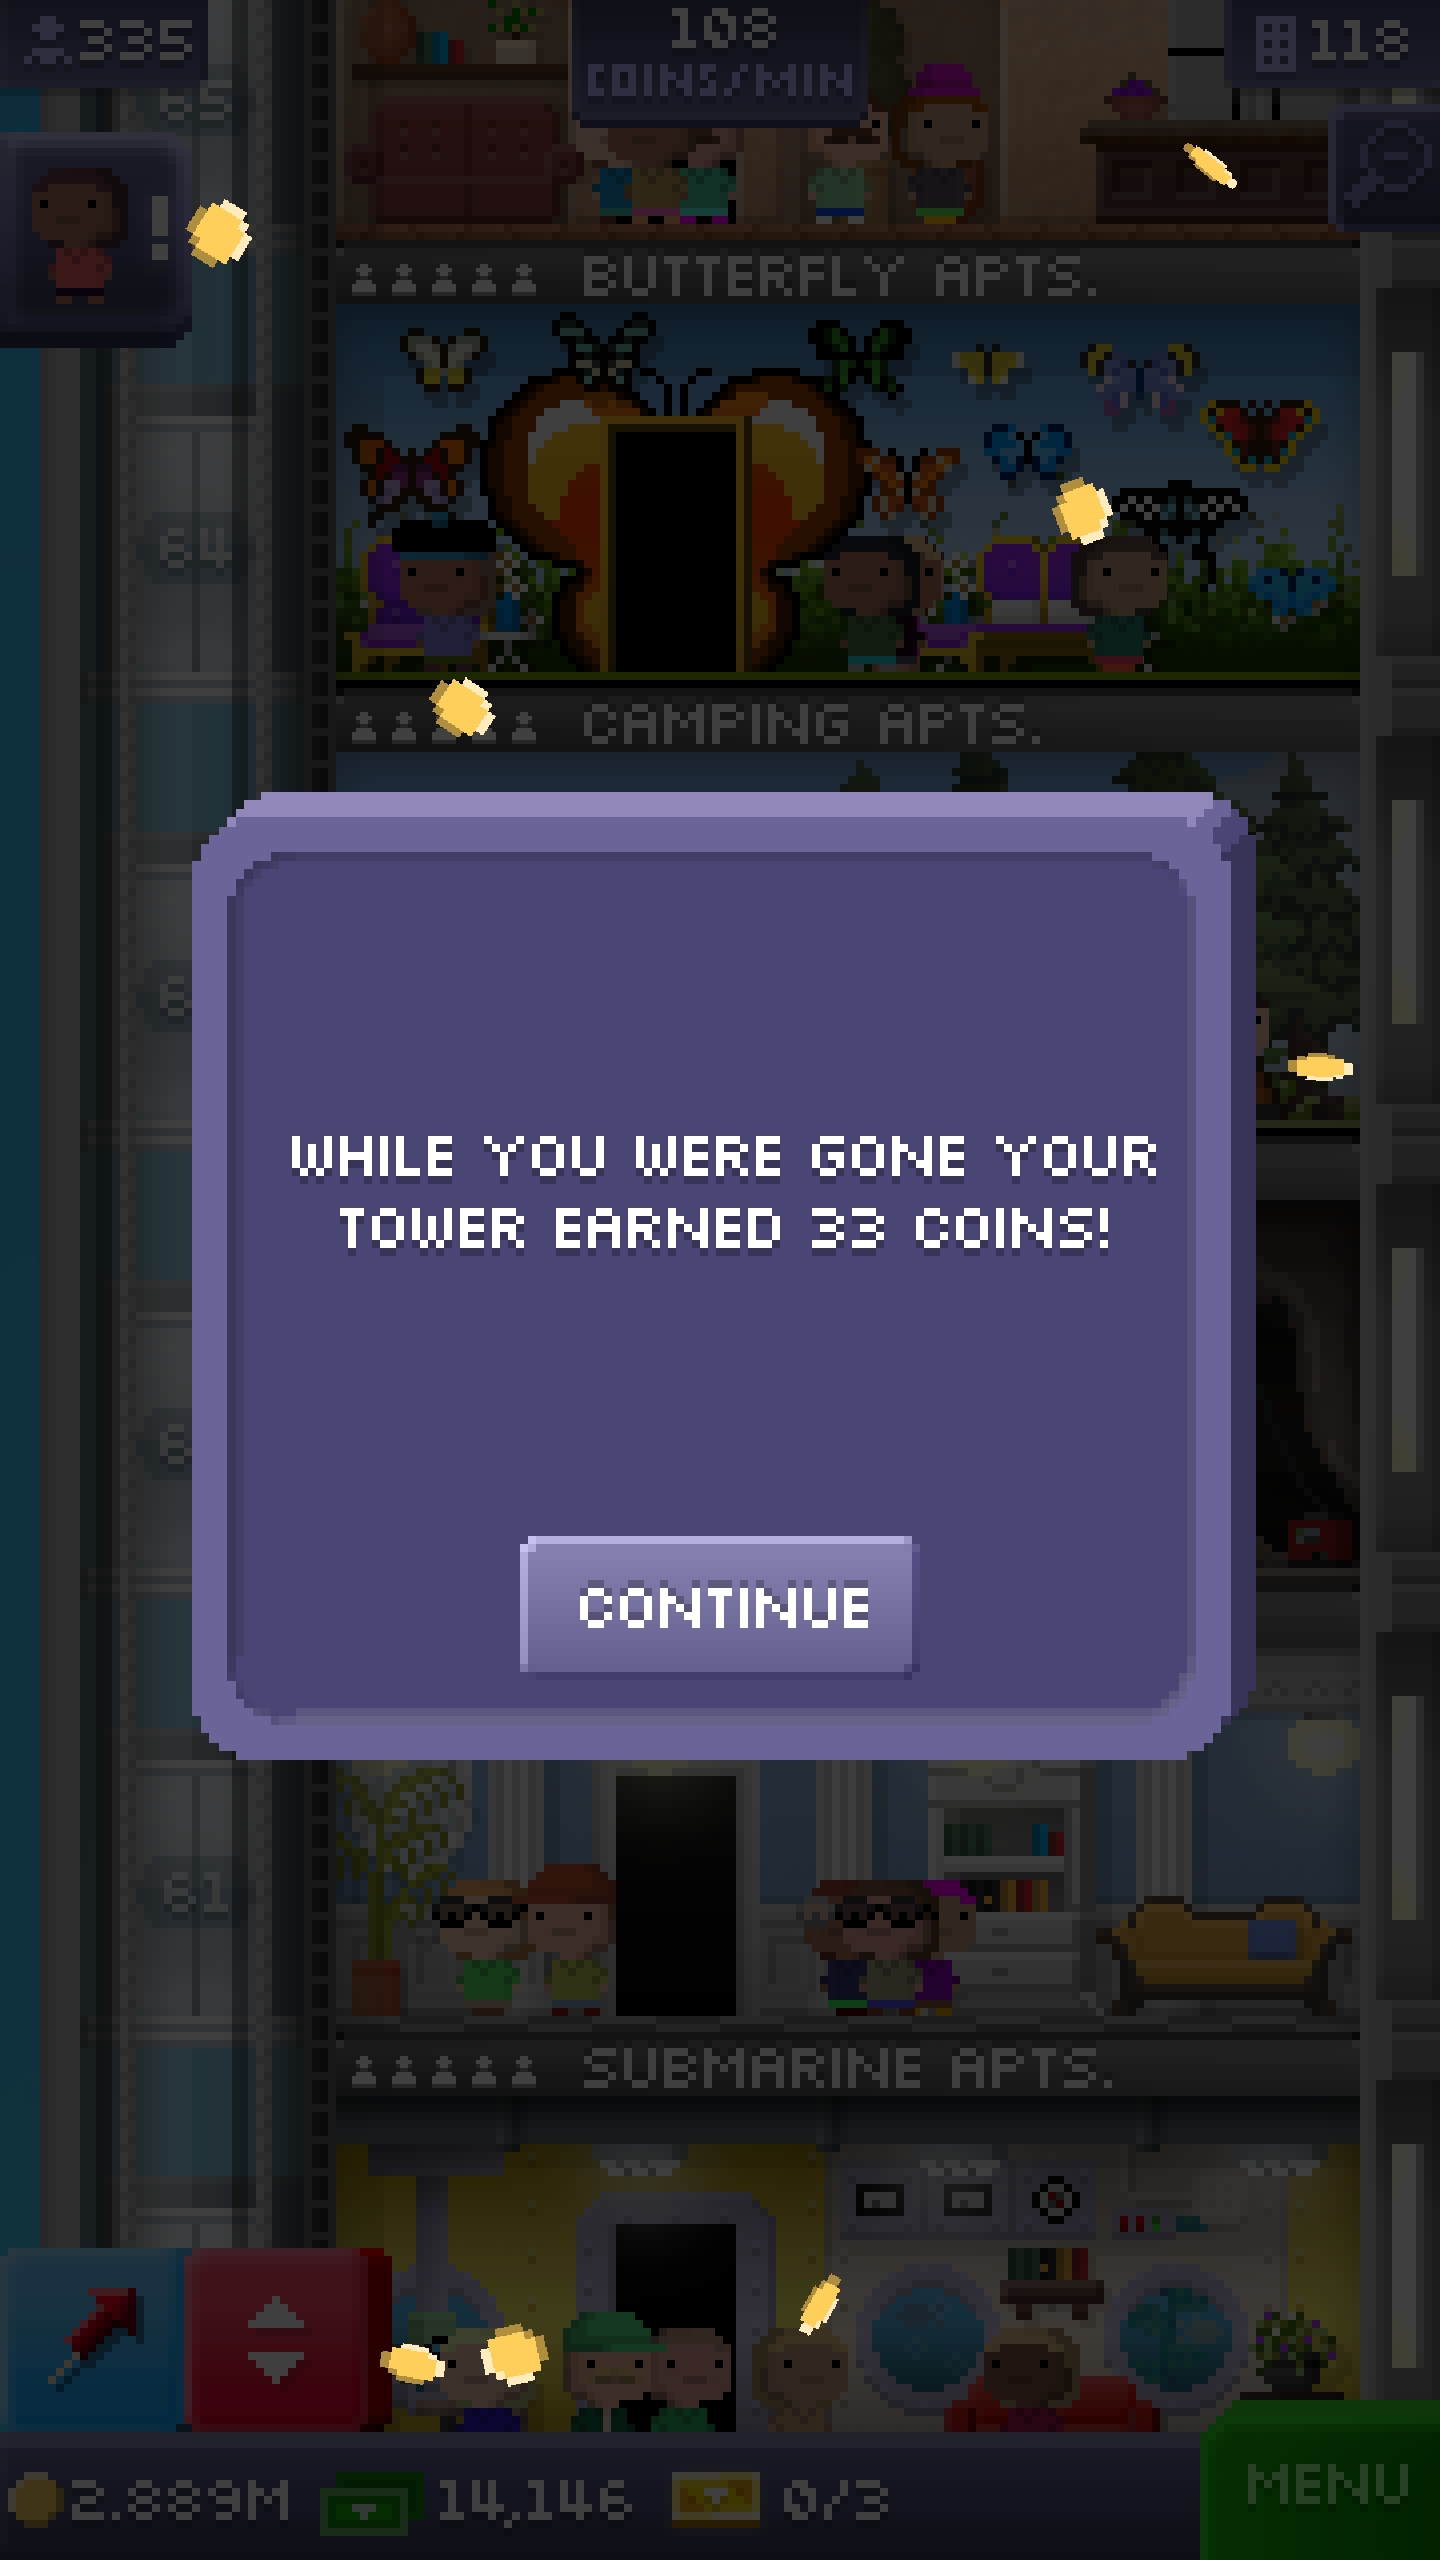 335
108
COINS/MIN
118
65
!
BUTTERFLY APTS.
64
CAMPING APTS.
WHILE YOU WERE GONE YOUR
TOWER EARNED 33 COINS!
CONTINUE
61
SUBMARINE APTS.
2.889M
14,146
0/3
MENU